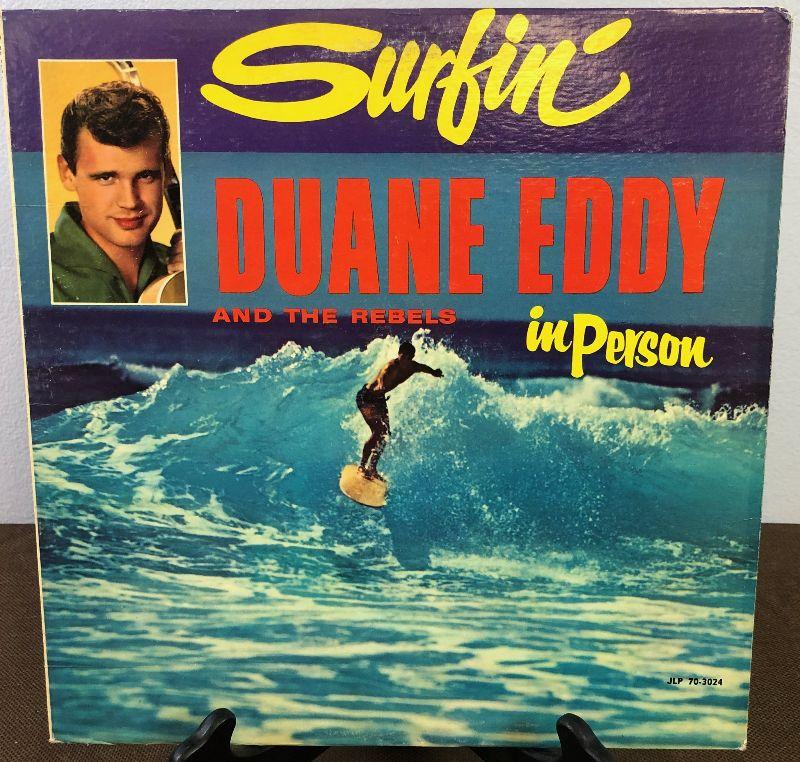 Surfin'
DUANE EDDY
AND THE REBELS
in Person
JLP 70-3024